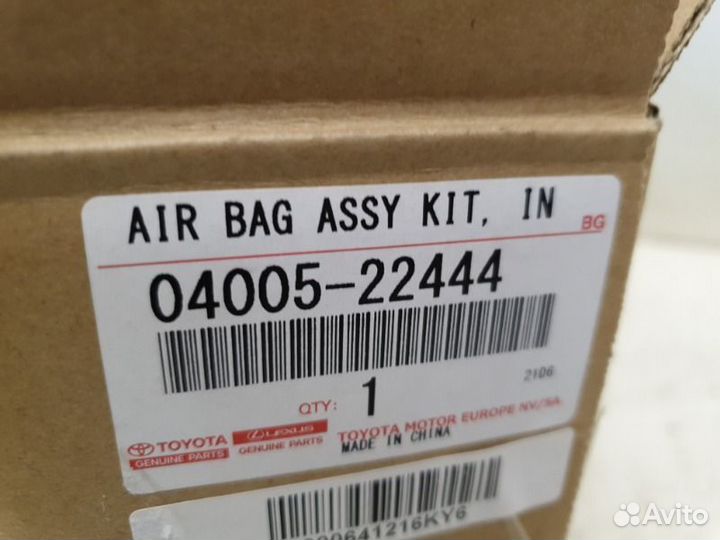 AIR BAG ASSY KIT, IN
BG
04005-22444
2106
QTY: 1
TOYOTA
GENUINE PARTS
LEXUS
GENUINE PARTS
TOYOTA MOTOR EUROPE NV/SA.
MADE IN CHINA
00641216KY6
Avito